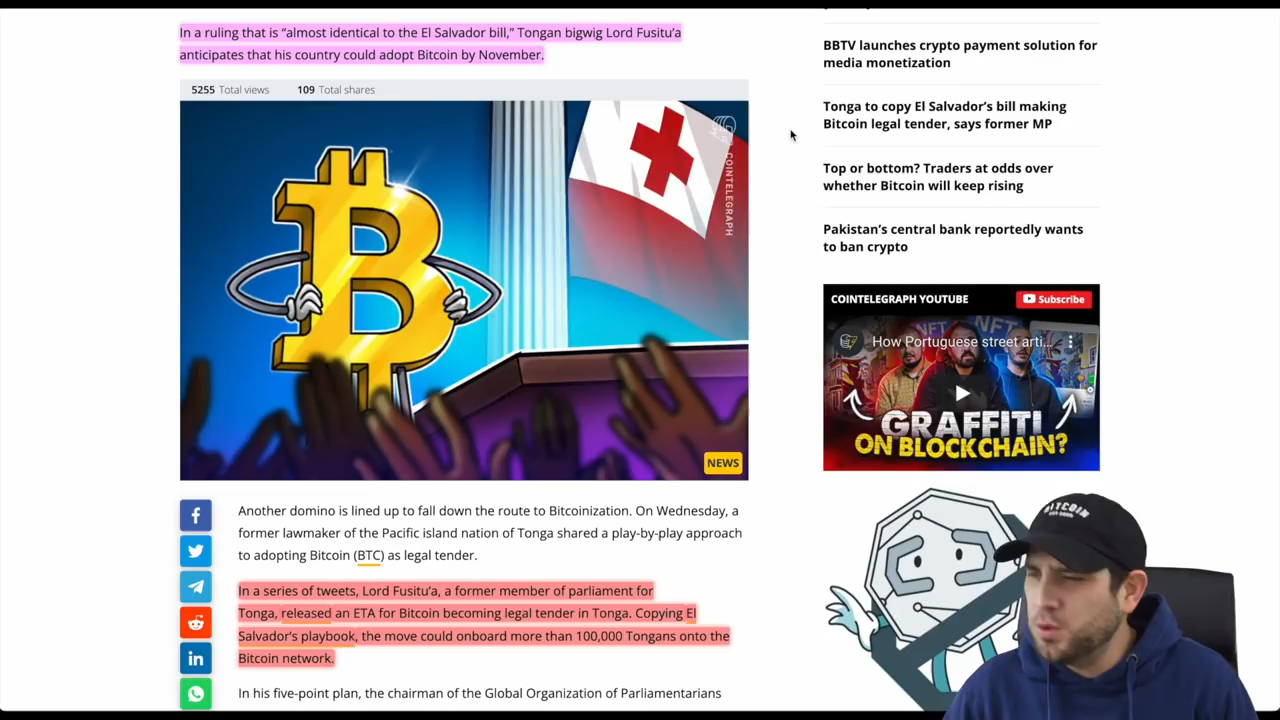 In a ruling that is “almost identical to the El Salvador bill,” Tongan bigwig Lord Fusitu’a
anticipates that his country could adopt Bitcoin by November.
5255 Total views 109 Total shares
COINTELEGRAPH
NEWS
Another domino is lined up to fall down the route to Bitcoinization. On Wednesday, a
former lawmaker of the Pacific island nation of Tonga shared a play-by-play approach
to adopting Bitcoin (BTC) as legal tender.
In a series of tweets, Lord Fusitu’a, a former member of parliament for
Tonga, released an ETA for Bitcoin becoming legal tender in Tonga. Copying El
Salvador’s playbook, the move could onboard more than 100,000 Tongans onto the
Bitcoin network.
In his five-point plan, the chairman of the Global Organization of Parliamentarians
BBTV launches crypto payment solution for
media monetization
Tonga to copy El Salvador’s bill making
Bitcoin legal tender, says former MP
Top or bottom? Traders at odds over
whether Bitcoin will keep rising
Pakistan’s central bank reportedly wants
to ban crypto
COINTELEGRAPH YOUTUBE
Subscribe
How Portuguese street arti...
NFT
NFT
GRAFFITI
ON BLOCKCHAIN?
BITCOIN